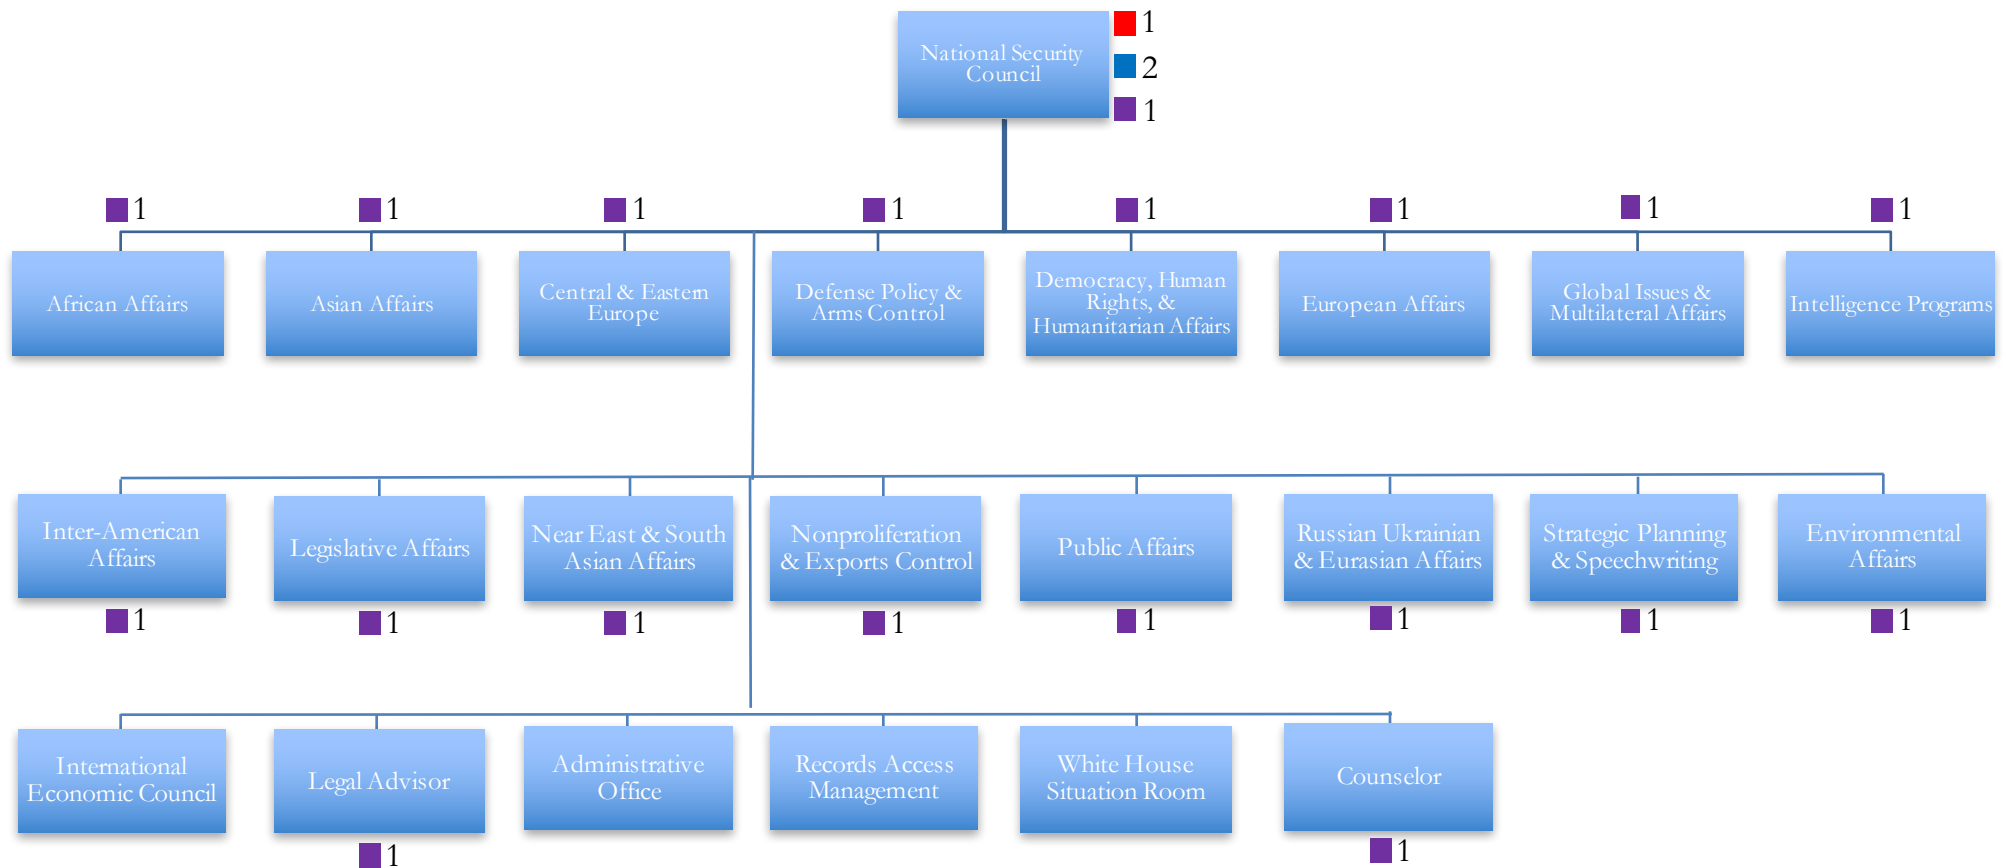 National Security
Council
1
2
1
1
1
1
1
1
1
1
1
African Affairs
Asian Affairs
Central & Eastern
Europe
Defense Policy &
Arms Control
Democracy, Human
Rights, &
Humanitarian Affairs
European Affairs
Global Issues &
Multilateral Affairs
Intelligence Programs
Inter-American
Affairs
Legislative Affairs
Near East & South
Asian Affairs
Nonproliferation
& Exports Control
Public Affairs
Russian Ukrainian
& Eurasian Affairs
Strategic Planning
& Speechwriting
Environmental
Affairs
1
1
1
1
1
1
1
1
International
Economic Council
Legal Advisor
Administrative
Office
Records Access
Management
White House
Situation Room
Counselor
1
1